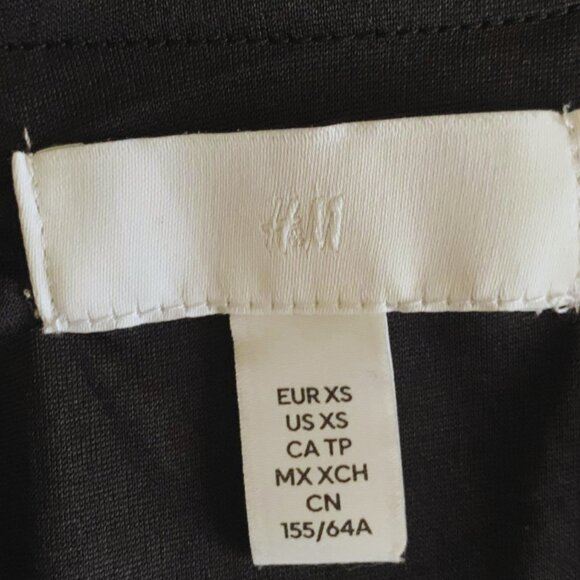 H&M
EUR XS
US XS
CA TP
MX XCH
CN
155/64A